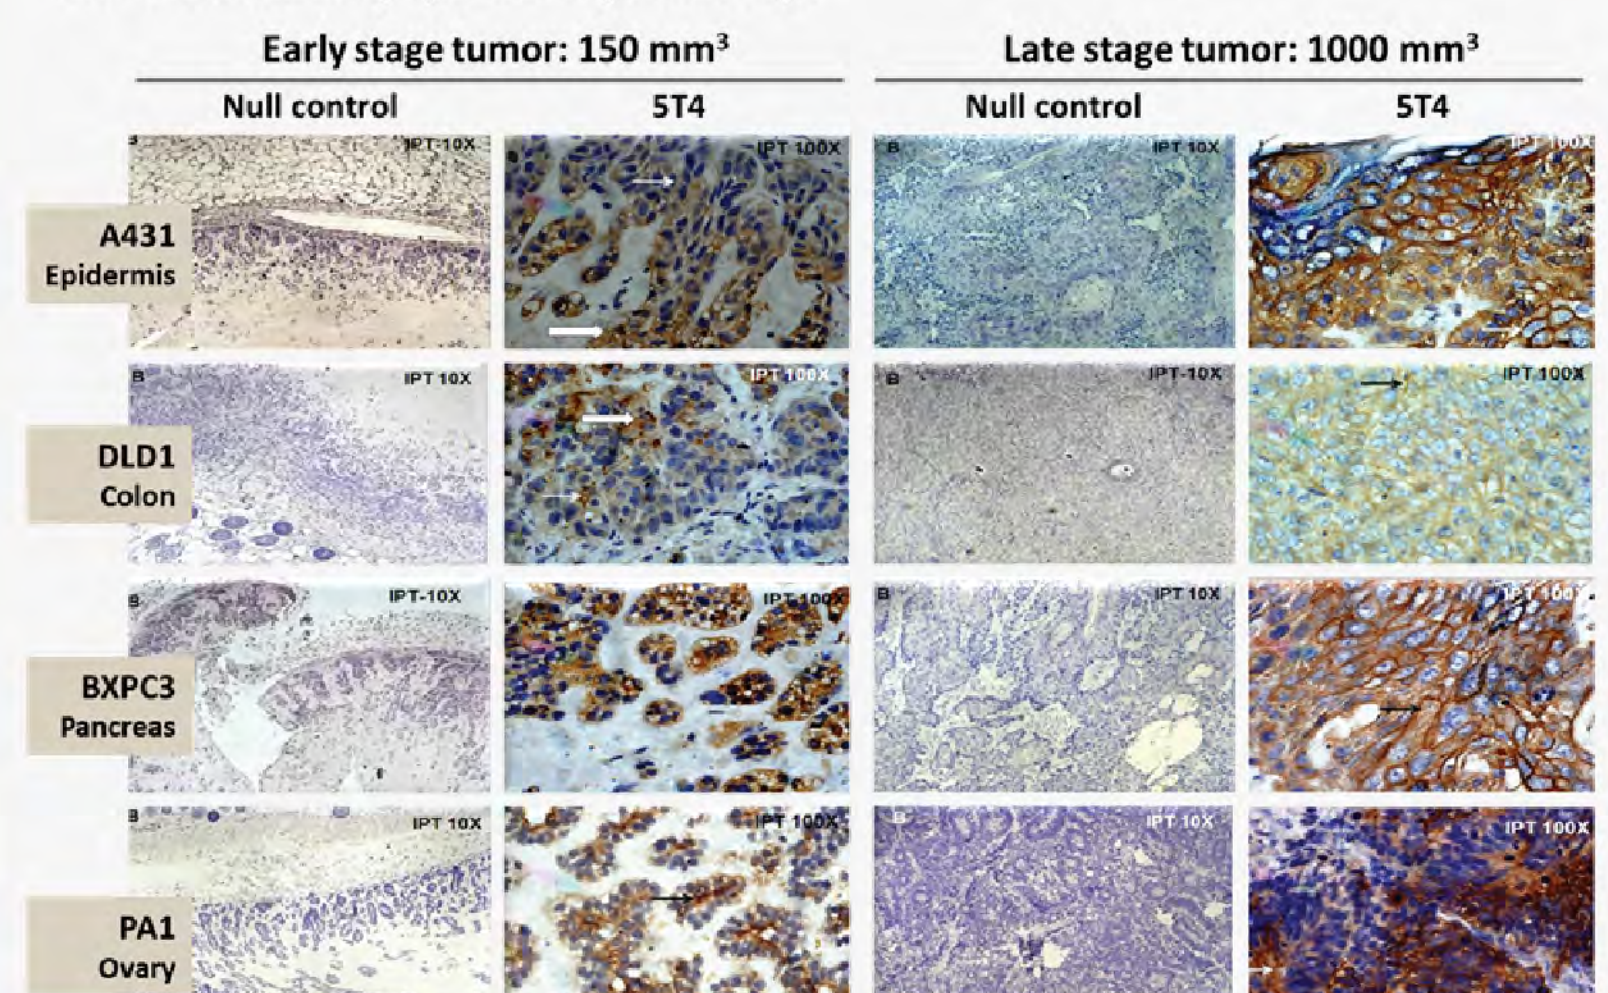 Early stage tumor: 150 mm³ Late stage tumor: 1000 mm³
Null control 5T4 Null control 5T4
A431
Epidermis
IPT-10X IPT 100X B IPT 10X IPT 100X
DLD1
Colon
B IPT 10X IPT 100X B IPT-10X IPT 100X
BXPC3
Pancreas
B IPT-10X IPT 100X B IPT 10X IPT 100
PA1
Ovary
B IPT 10X IPT 100X B IPT 10X IPT 100X